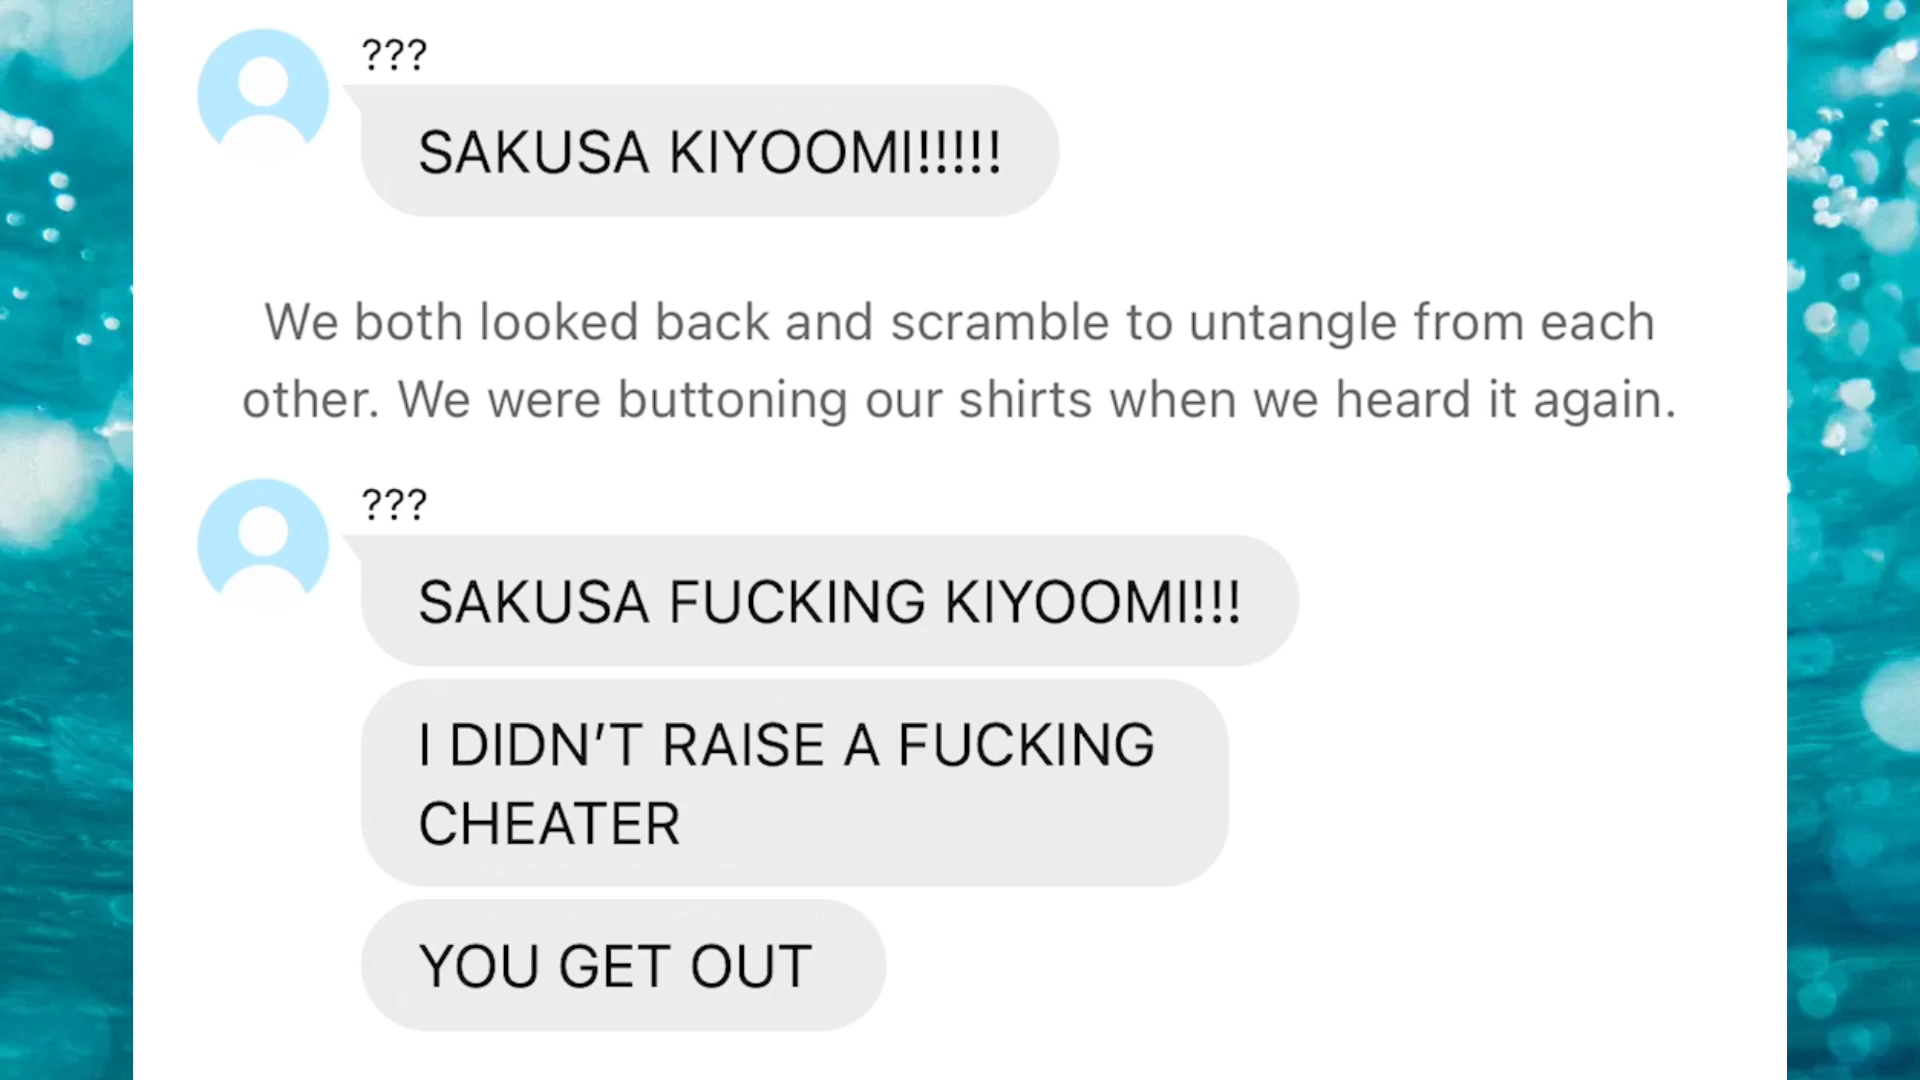 ???
SAKUSA KIYOOMI!!!!!
We both looked back and scramble to untangle from each
other. We were buttoning our shirts when we heard it again.
???
SAKUSA FUCKING KIYOOMI!!!
I DIDN’T RAISE A FUCKING
CHEATER
YOU GET OUT